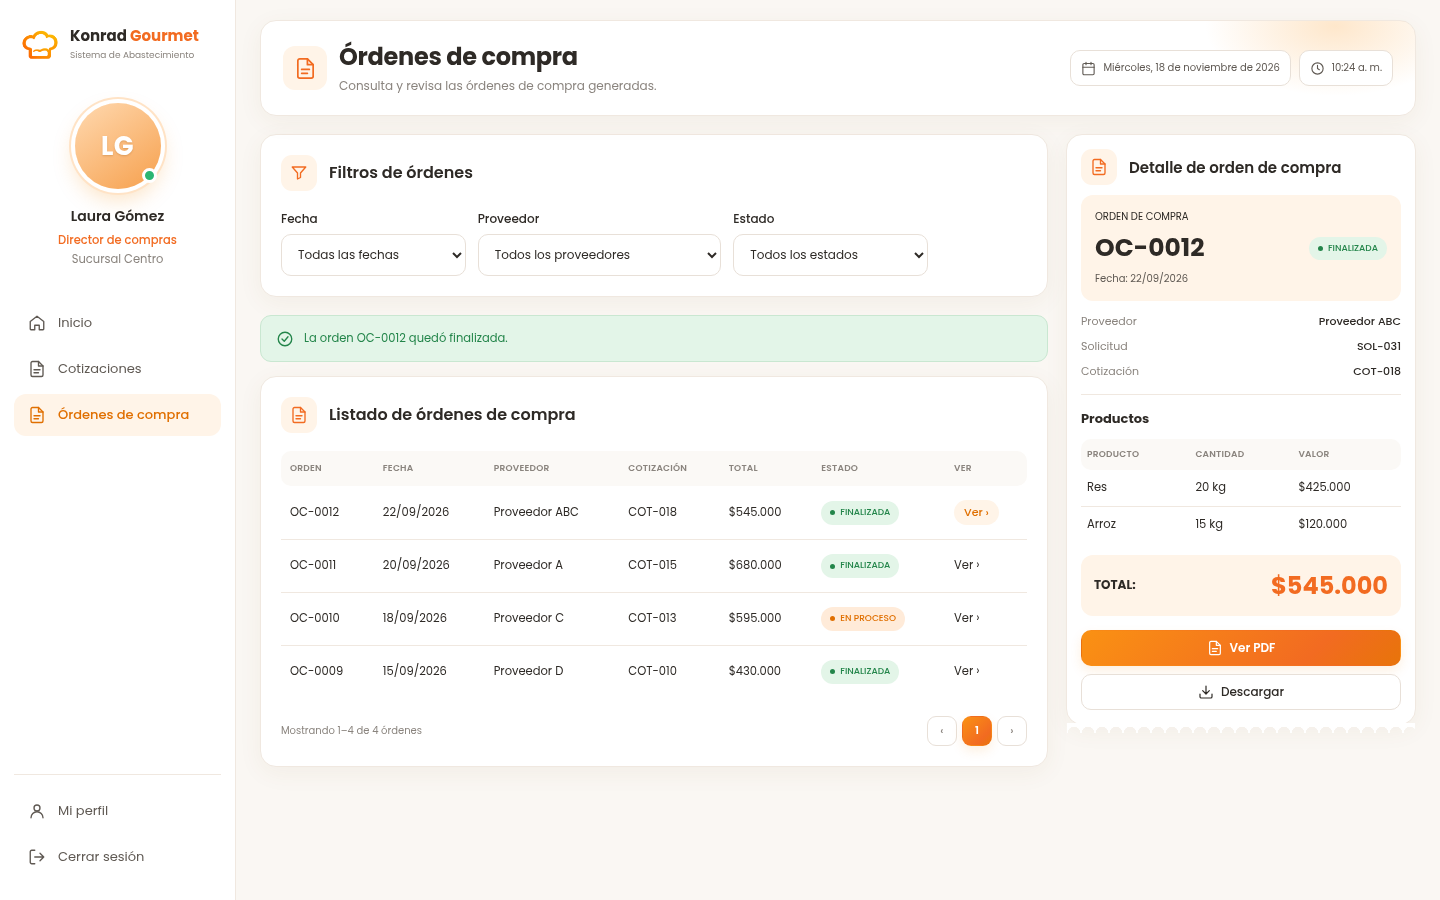 Konrad Gourmet
Sistema de Abastecimiento
LG
Laura Gómez
Director de compras
Sucursal Centro
Inicio
Cotizaciones
Órdenes de compra
Mi perfil
Cerrar sesión
Órdenes de compra
Consulta y revisa las órdenes de compra generadas.
Miércoles, 18 de noviembre de 2026
10:24 a. m.
Filtros de órdenes
Fecha Proveedor Estado
Todas las fechas Todos los proveedores Todos los estados
La orden OC-0012 quedó finalizada.
Listado de órdenes de compra
ORDEN FECHA PROVEEDOR COTIZACIÓN TOTAL ESTADO VER
OC-0012 22/09/2026 Proveedor ABC COT-018 $545.000 FINALIZADA Ver ›
OC-0011 20/09/2026 Proveedor A COT-015 $680.000 FINALIZADA Ver ›
OC-0010 18/09/2026 Proveedor C COT-013 $595.000 EN PROCESO Ver ›
OC-0009 15/09/2026 Proveedor D COT-010 $430.000 FINALIZADA Ver ›
Mostrando 1–4 de 4 órdenes
‹ 1 ›
Detalle de orden de compra
ORDEN DE COMPRA
OC-0012 FINALIZADA
Fecha: 22/09/2026
Proveedor Proveedor ABC
Solicitud SOL-031
Cotización COT-018
Productos
PRODUCTO CANTIDAD VALOR
Res 20 kg $425.000
Arroz 15 kg $120.000
TOTAL: $545.000
Ver PDF
Descargar